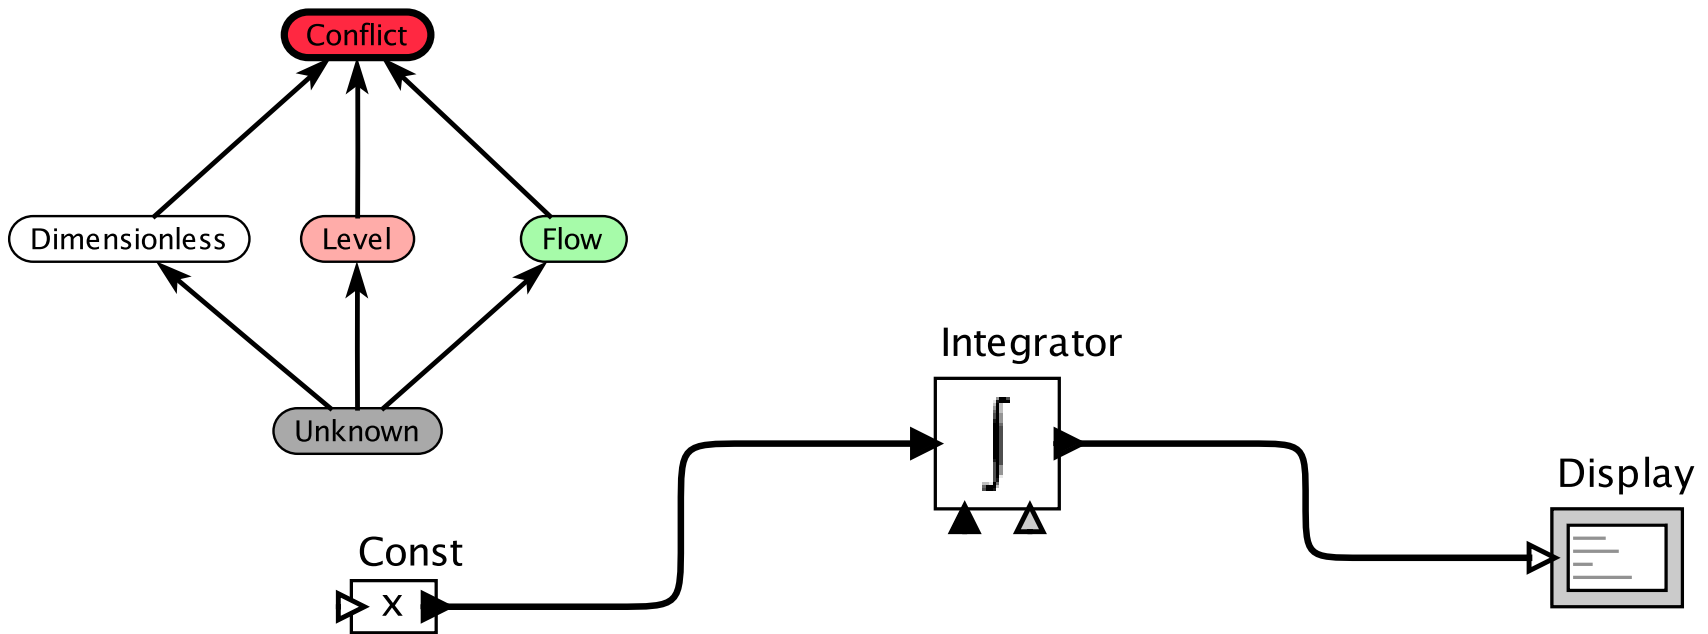 Conflict
Dimensionless
Level
Flow
Unknown
Integrator
∫
Display
Const
x